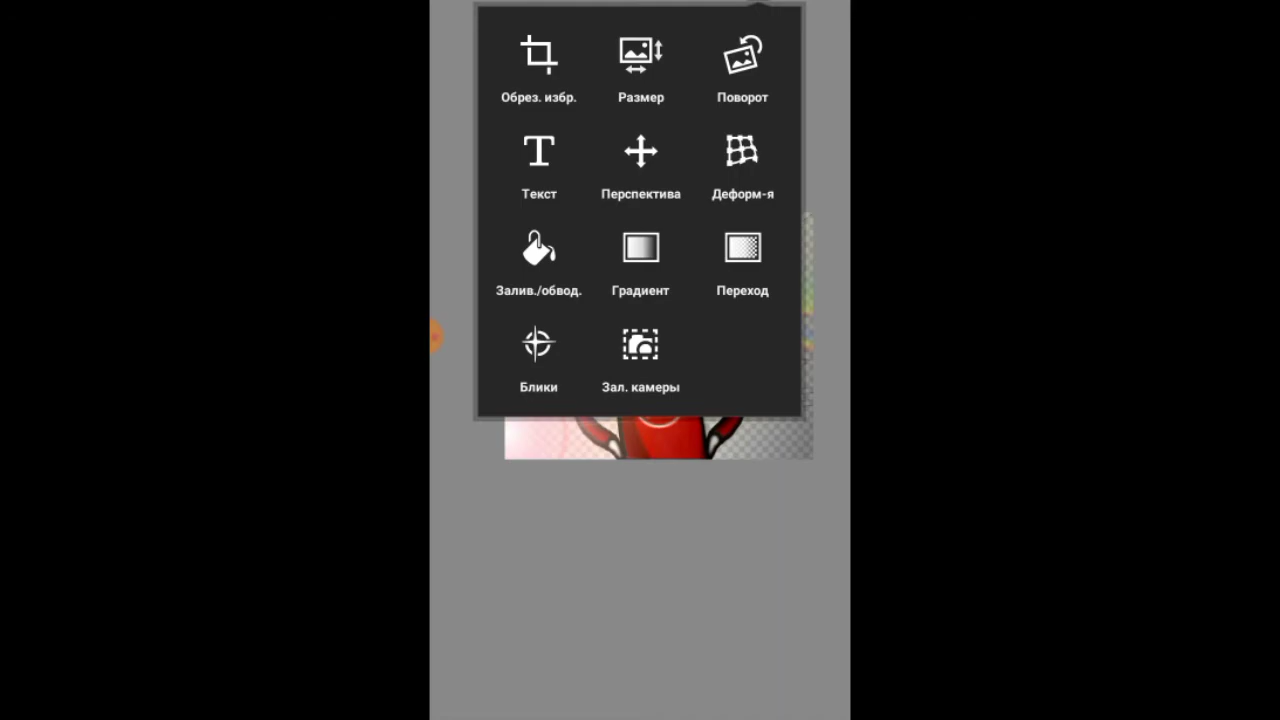 Обрез. избр.
Размер
Поворот
Текст
Перспектива
Деформ-я
Залив./обвод.
Градиент
Переход
Блики
Зал. камеры